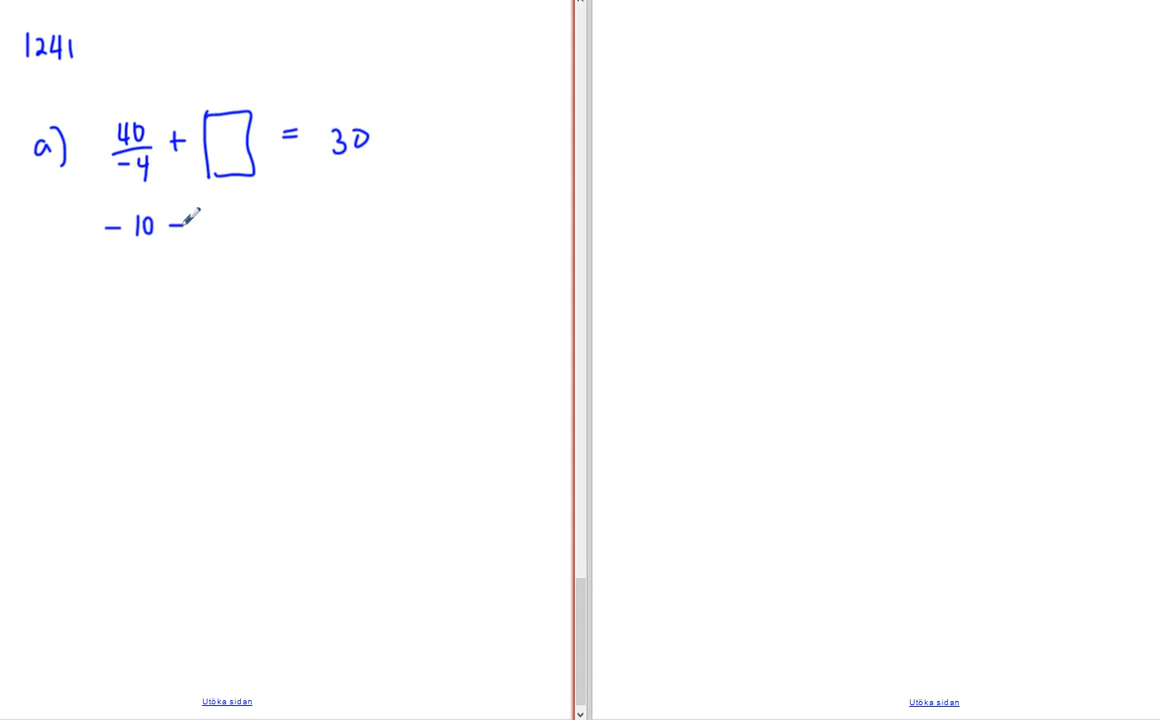 1241
a) 40/-4 + □ = 30
- 10 -
Utöka sidan
Utöka sidan